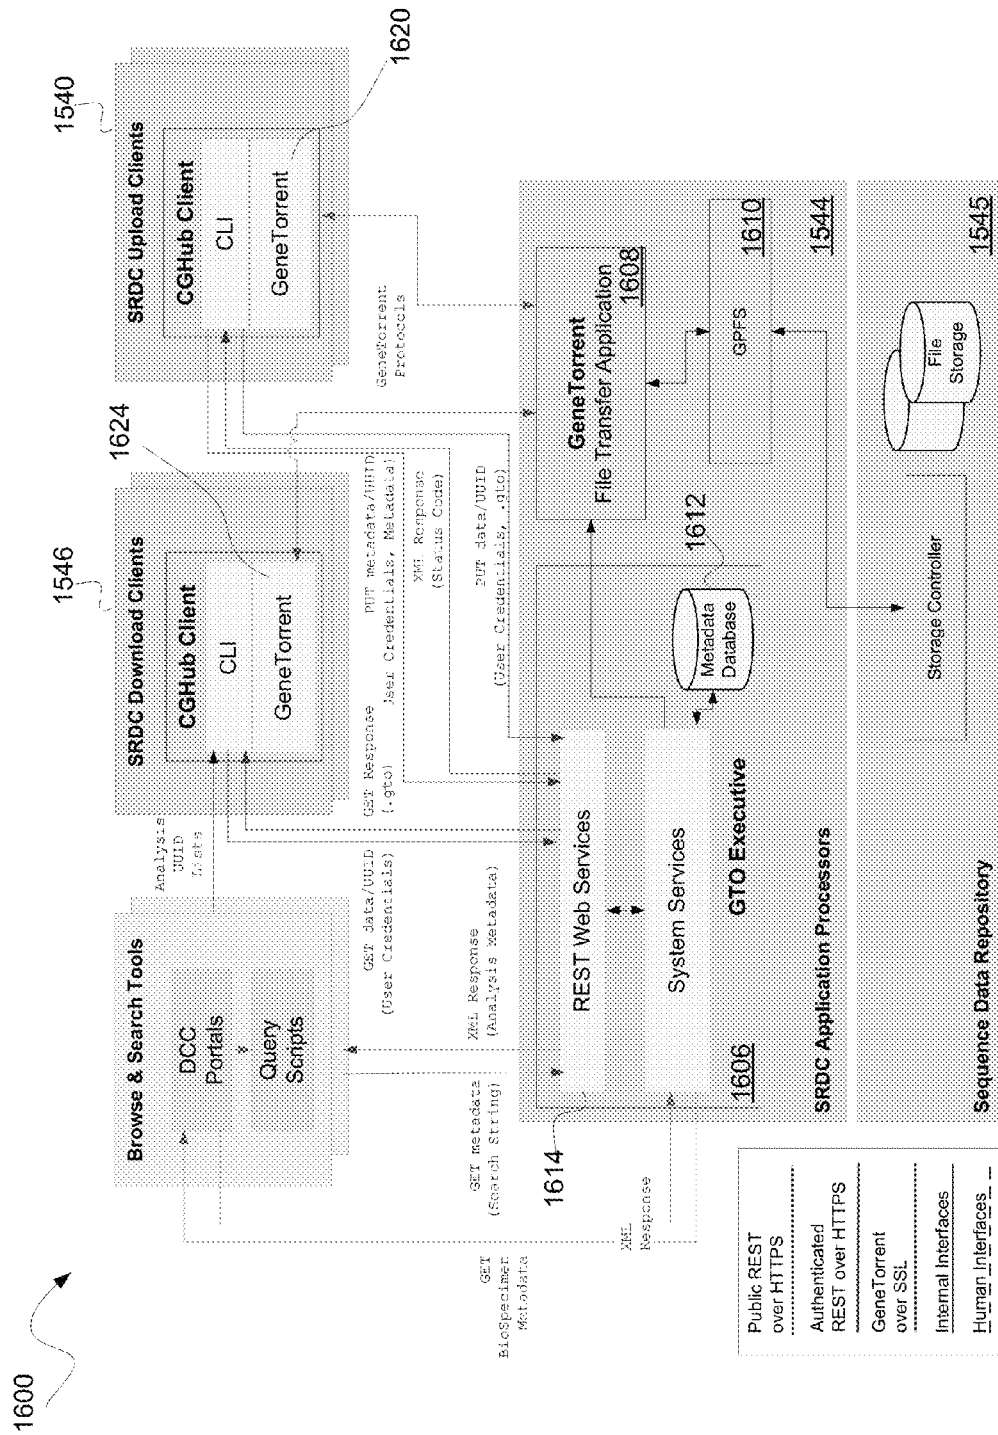 1600
Browse & Search Tools
DCC
Portals
Query
Scripts
Analysis
UUID
Lists
1546
SRDC Download Clients
CGHub Client
CLI
GeneTorrent
1624
1540
SRDC Upload Clients
CGHub Client
CLI
GeneTorrent
1620
GET
BioSpecimen
Metadata
GET metadata
(Search String)
XML Response
(Analysis Metadata)
GET data/UUID
(User Credentials)
GET Response
(.gto)
PUT metadata/UUID
User Credentials, Metadata)
XML Response
(Status Code)
PUT data/UUID
(User Credentials, .gto)
GeneTorrent
Protocols
XML
Response
1614
REST Web Services
System Services
GTO Executive
1606
SRDC Application Processors
Metadata
Database
1612
GeneTorrent
File Transfer Application
1608
GPFS
1610
1544
Storage Controller
File
Storage
Sequence Data Repository
1545
Public REST
over HTTPS
Authenticated
REST over HTTPS
GeneTorrent
over SSL
Internal Interfaces
Human Interfaces